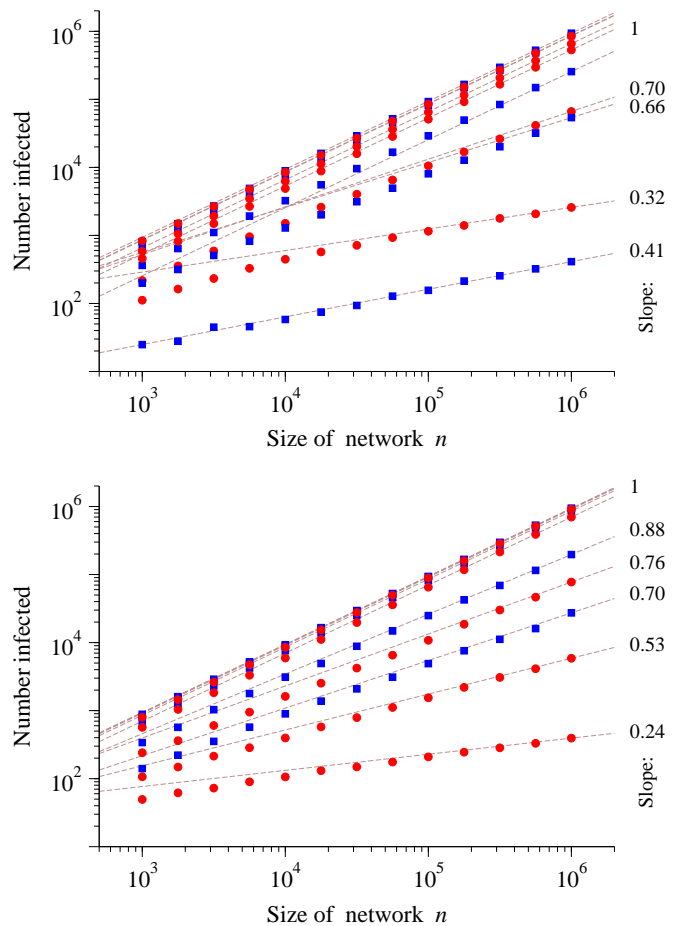 10^6
1
0.70
0.66
10^4
0.32
0.41
10^2
Number infected
Slope:
10^3 10^4 10^5 10^6
Size of network n
10^6
1
0.88
0.76
0.70
10^4
0.53
0.24
10^2
Number infected
Slope:
10^3 10^4 10^5 10^6
Size of network n